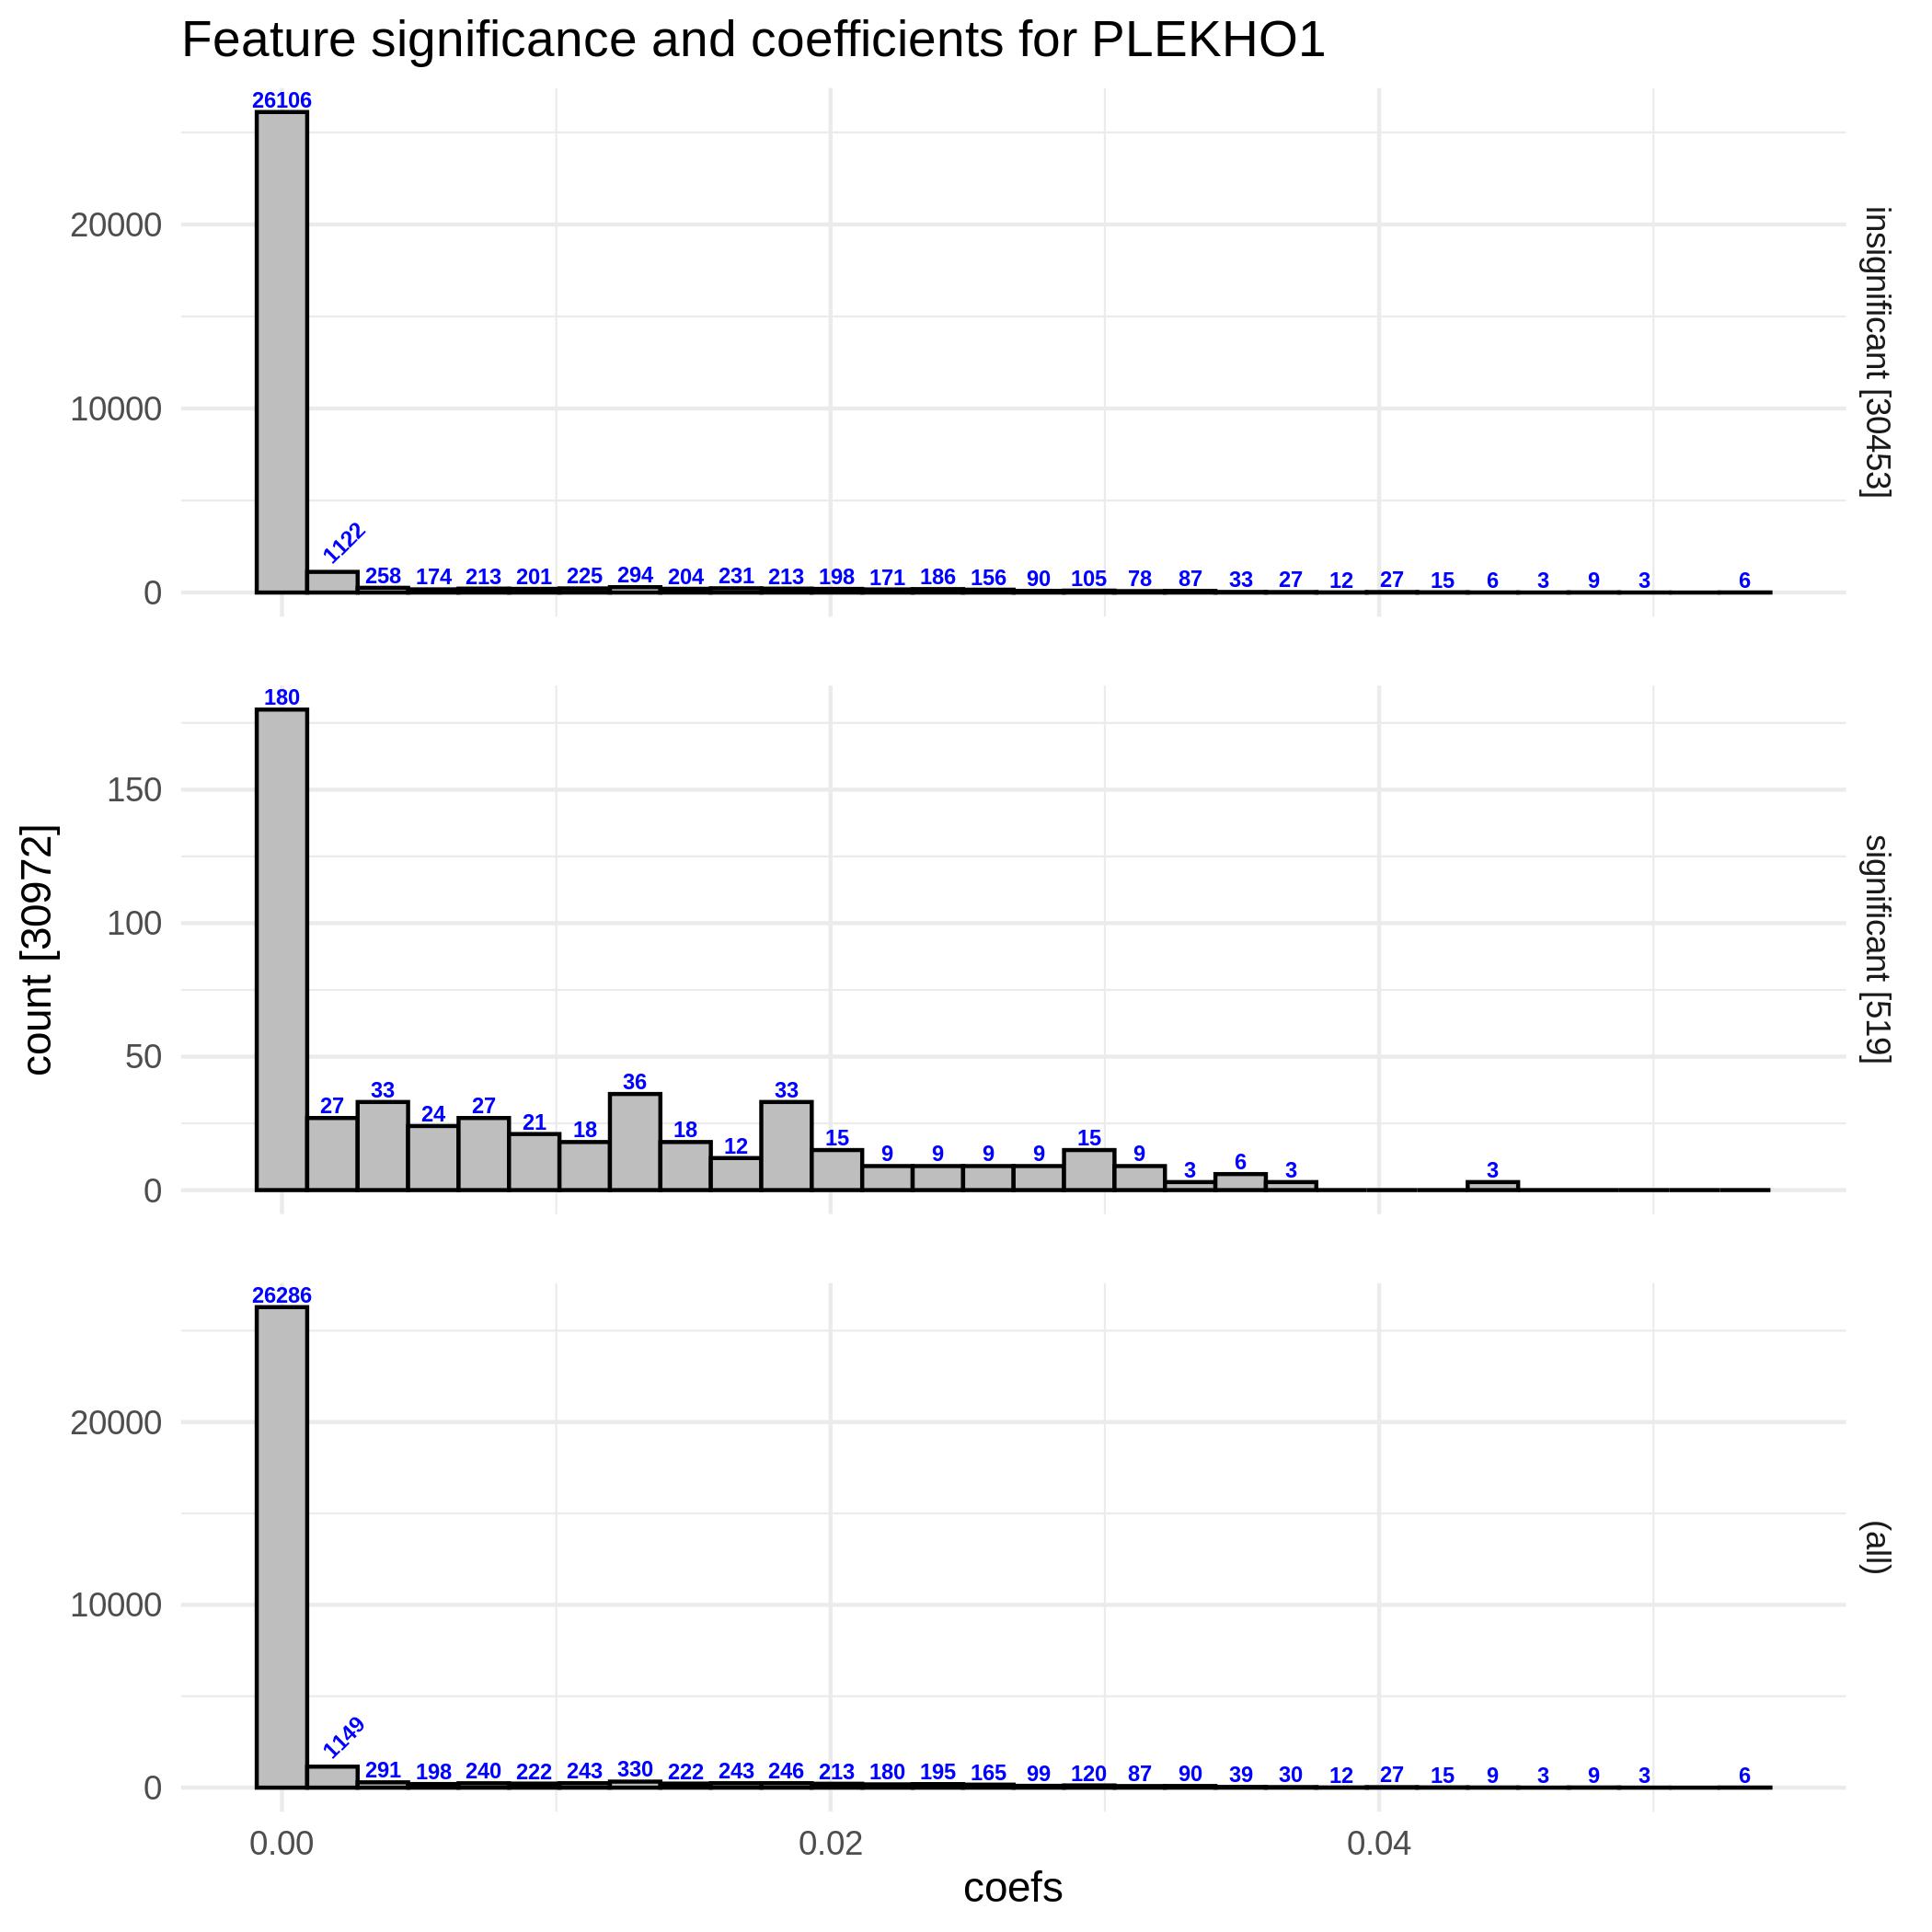 Feature significance and coefficients for PLEKHO1
26106
20000
10000
0
1122
258 174 213 201 225 294 204 231 213 198 171 186 156 90 105 78 87 33 27 12 27 15 6 3 9 3 6
insignificant [30453]
count [30972]
180
150
100
50
0
27 33 24 27 21 18 36 18 12 33 15 9 9 9 9 15 9 3 6 3 3
significant [519]
26286
20000
10000
0
1149
291 198 240 222 243 330 222 243 246 213 180 195 165 99 120 87 90 39 30 12 27 15 9 3 9 3 6
(all)
0.00 0.02 0.04
coefs